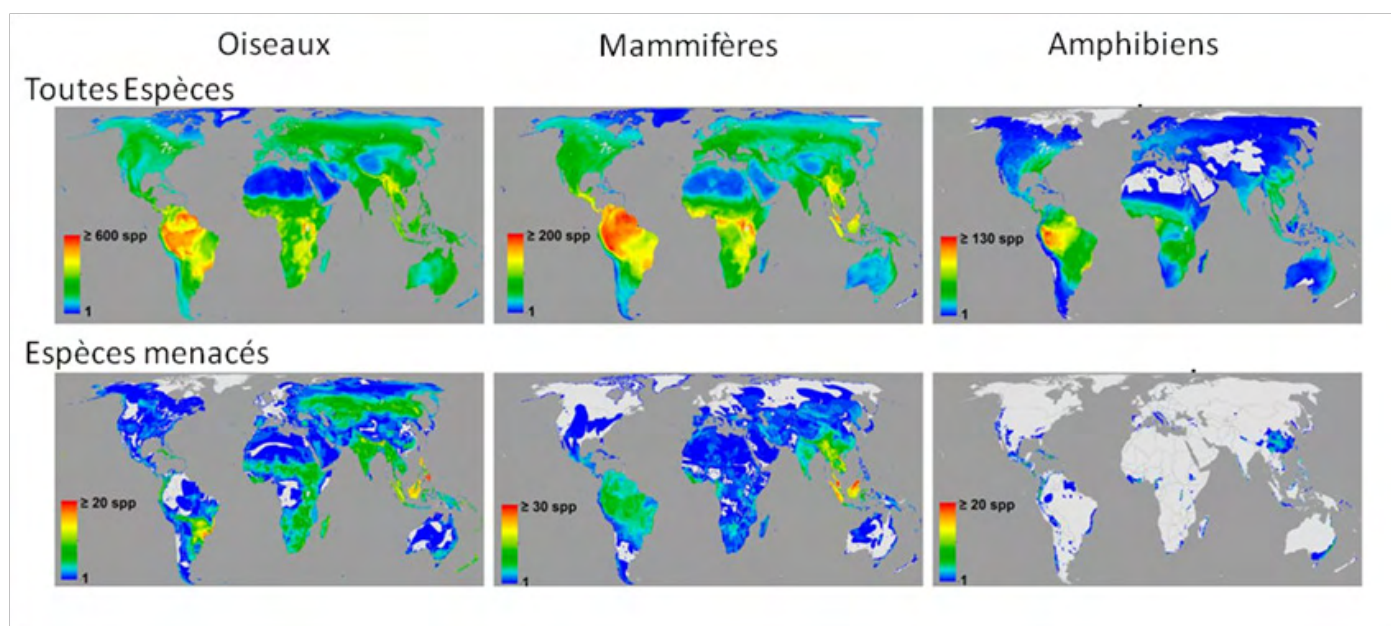 Oiseaux
Mammifères
Amphibiens
Toutes Espèces
≥ 600 spp
1
≥ 200 spp
1
≥ 130 spp
1
Espèces menacés
≥ 20 spp
1
≥ 30 spp
1
≥ 20 spp
1